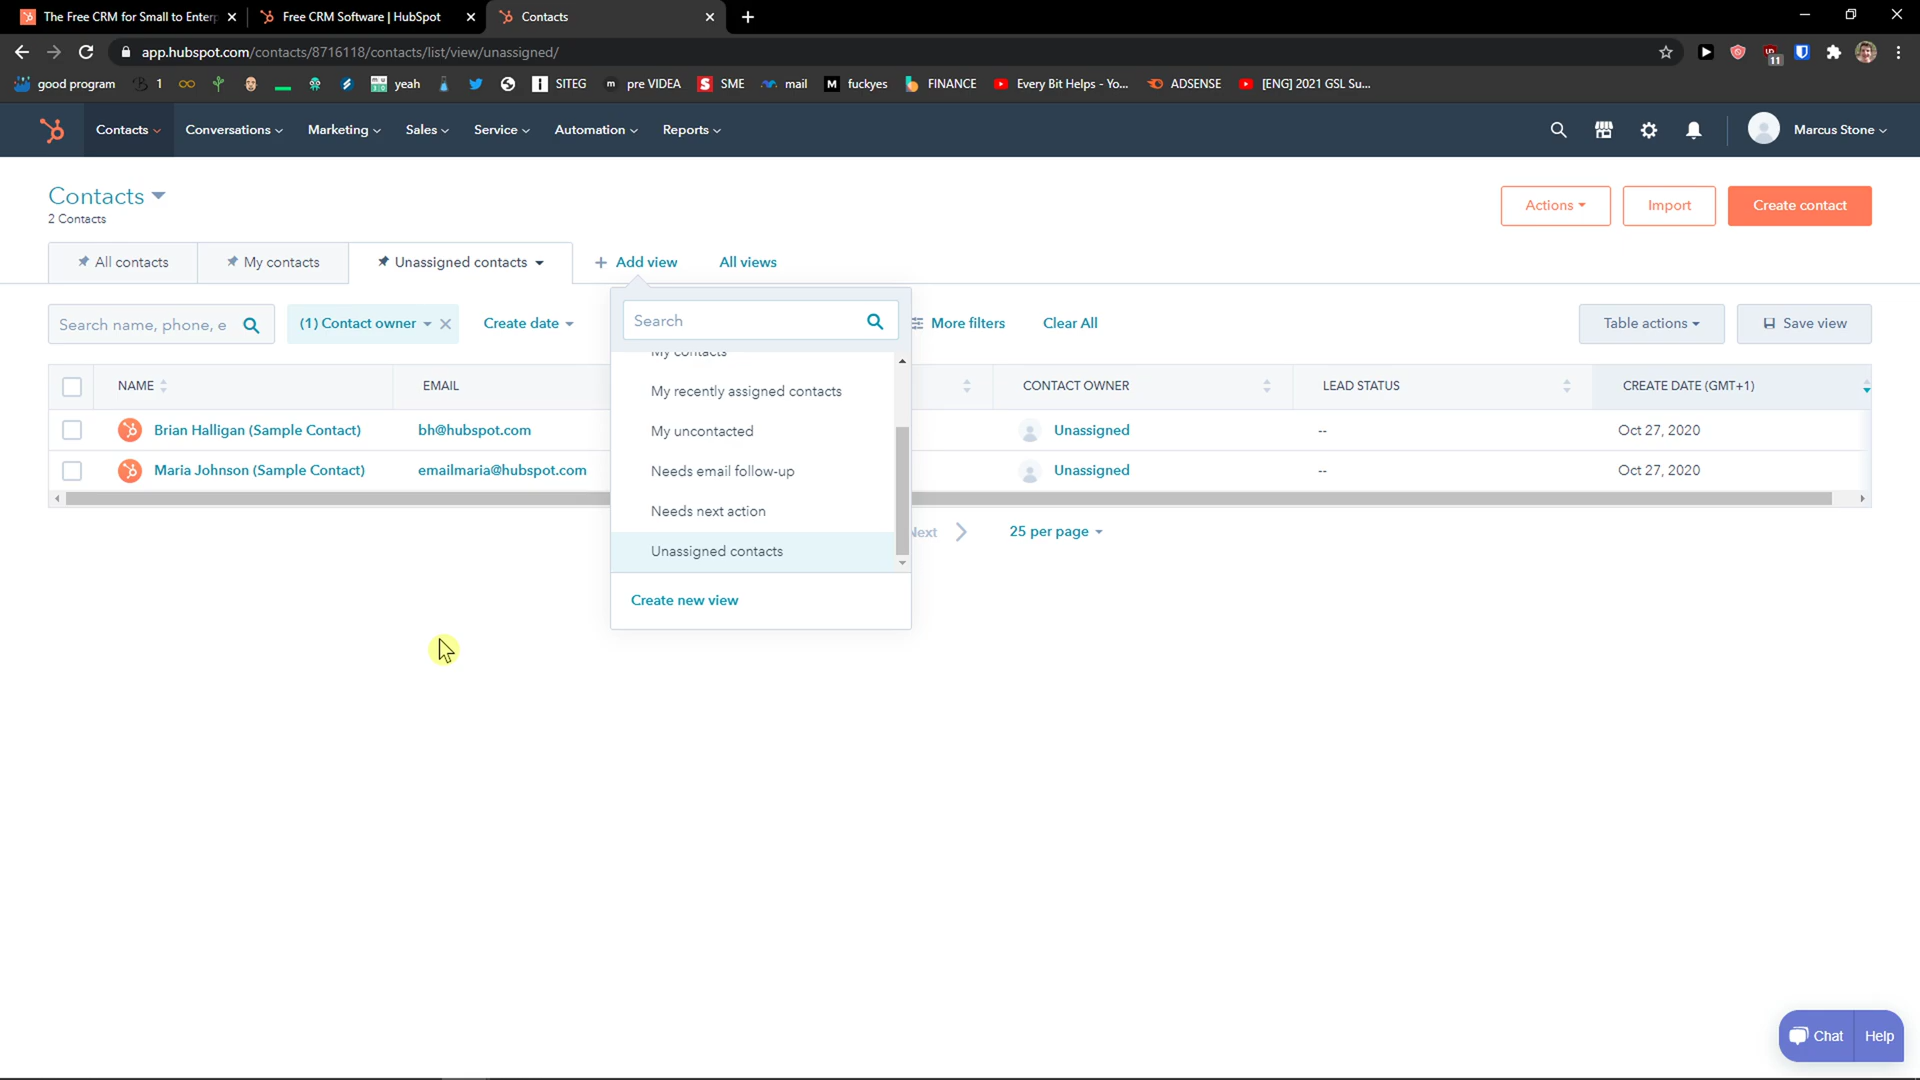 The Free CRM for Small to Enterp
Free CRM Software | HubSpot
Contacts
app.hubspot.com/contacts/8716118/contacts/list/view/unassigned/
11
good program
1
yeah
SITEG
pre VIDEA
SME
mail
fuckyes
FINANCE
Every Bit Helps - Yo...
ADSENSE
[ENG] 2021 GSL Su...
Contacts
Conversations
Marketing
Sales
Service
Automation
Reports
Marcus Stone
Contacts
2 Contacts
Actions
Import
Create contact
All contacts
My contacts
Unassigned contacts
+ Add view
All views
Search name, phone, e
(1) Contact owner
Create date
Search
More filters
Clear All
Table actions
Save view
My contacts
My recently assigned contacts
My uncontacted
Needs email follow-up
Needs next action
Unassigned contacts
Create new view
NAME
EMAIL
CONTACT OWNER
LEAD STATUS
CREATE DATE (GMT+1)
Brian Halligan (Sample Contact)
bh@hubspot.com
Unassigned
--
Oct 27, 2020
Maria Johnson (Sample Contact)
emailmaria@hubspot.com
Unassigned
--
Oct 27, 2020
Next
25 per page
Chat
Help